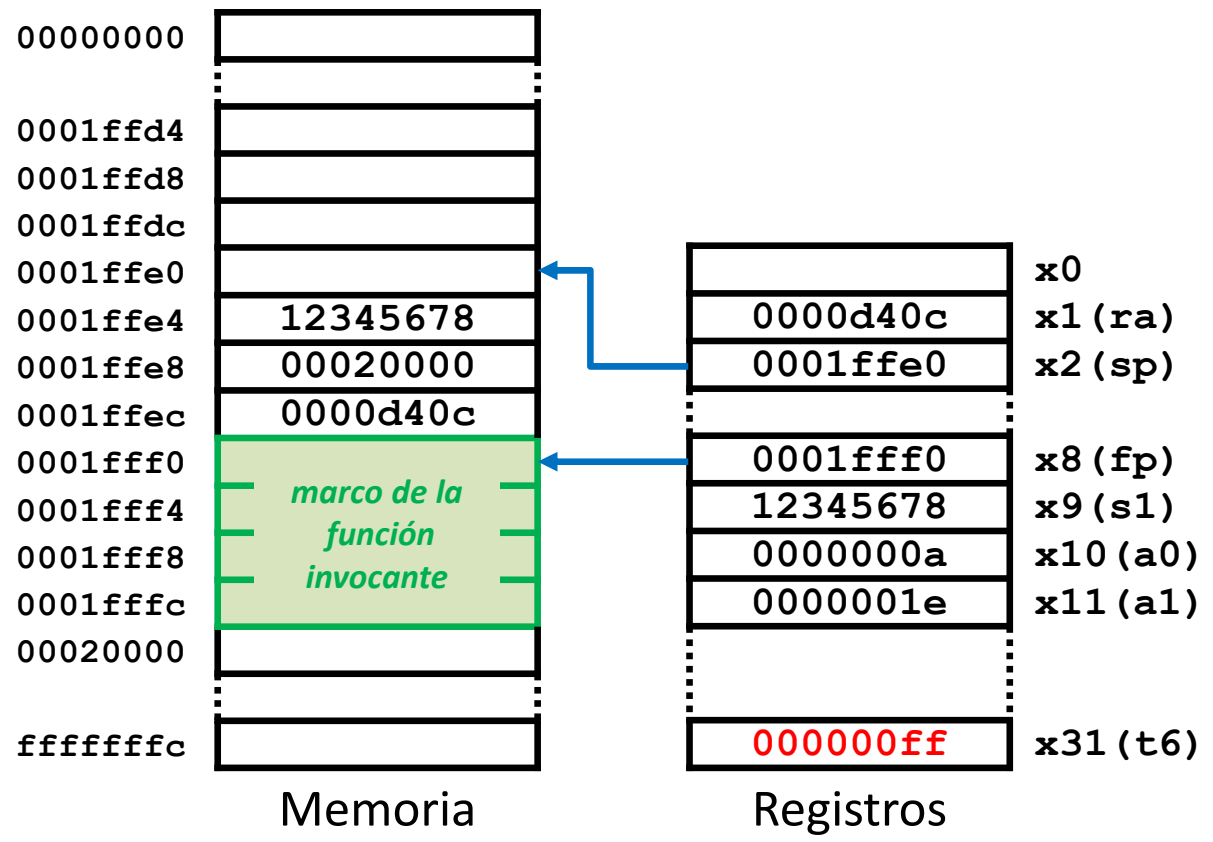 00000000
0001ffd4
0001ffd8
0001ffdc
0001ffe0
x0
0001ffe4 12345678 0000d40c x1(ra)
0001ffe8 00020000 0001ffe0 x2(sp)
0001ffec 0000d40c
0001fff0 0001fff0 x8(fp)
marco de la
0001fff4 12345678 x9(s1)
función
0001fff8 0000000a x10(a0)
invocante
0001fffc 0000001e x11(a1)
00020000
fffffffc 000000ff x31(t6)
Memoria Registros